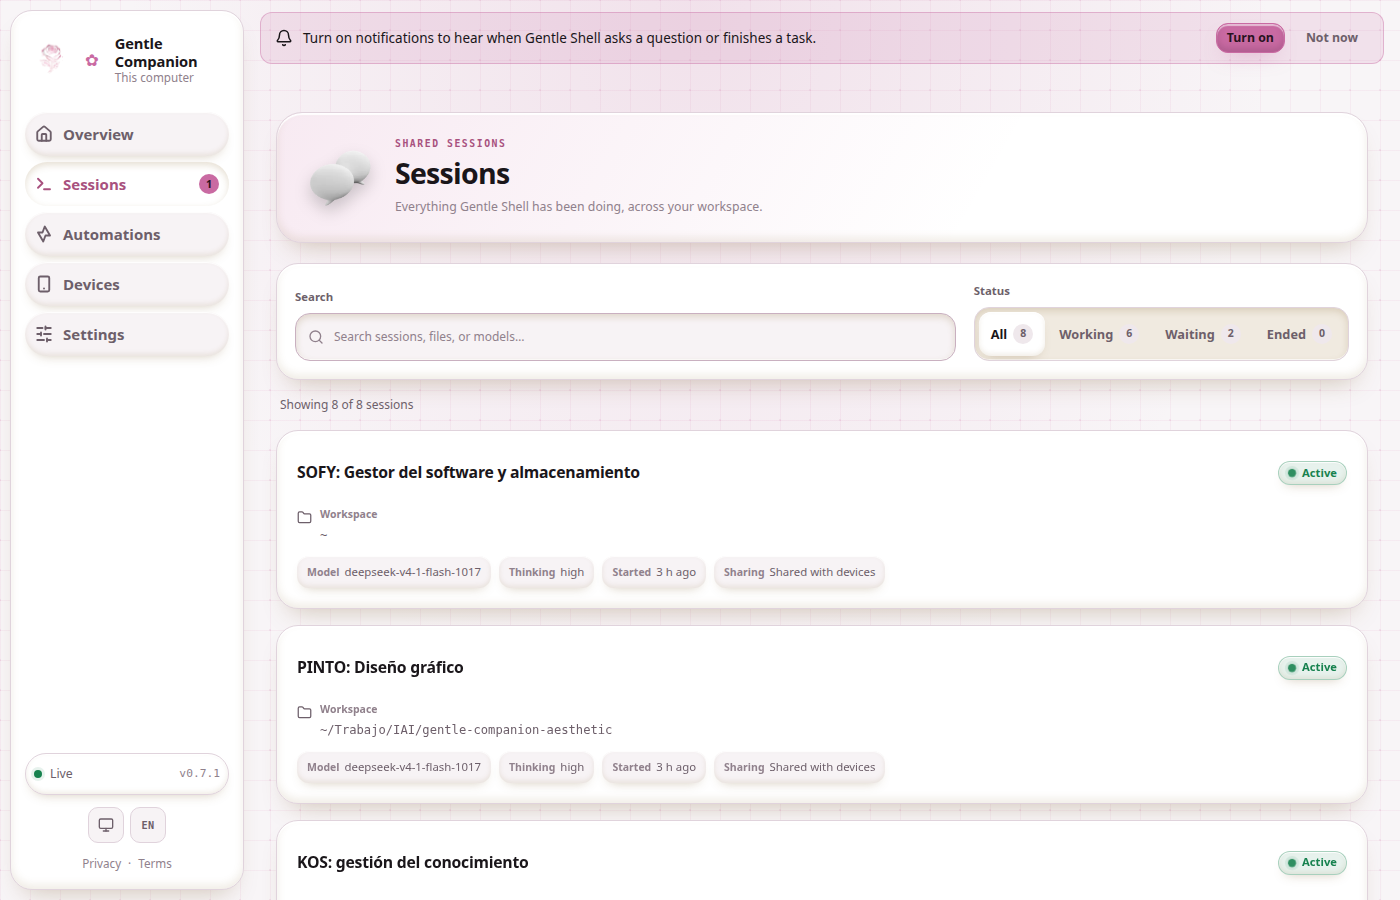 Gentle
Companion
This computer
Overview
Sessions 1
Automations
Devices
Settings
Live v0.7.1
EN
Privacy · Terms
Turn on notifications to hear when Gentle Shell asks a question or finishes a task.
Turn on Not now
SHARED SESSIONS
Sessions
Everything Gentle Shell has been doing, across your workspace.
Search
Search sessions, files, or models...
Status
All 8 Working 6 Waiting 2 Ended 0
Showing 8 of 8 sessions
SOFY: Gestor del software y almacenamiento
Active
Workspace
~
Model deepseek-v4-1-flash-1017 Thinking high Started 3 h ago Sharing Shared with devices
PINTO: Diseño gráfico
Active
Workspace
~/Trabajo/IAI/gentle-companion-aesthetic
Model deepseek-v4-1-flash-1017 Thinking high Started 3 h ago Sharing Shared with devices
KOS: gestión del conocimiento
Active